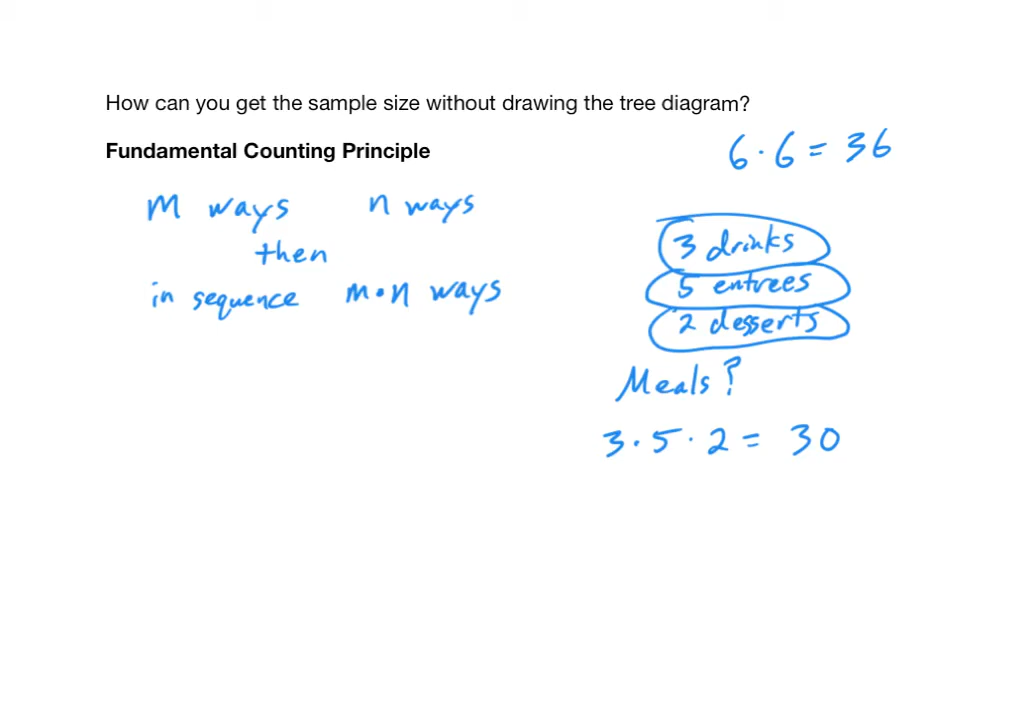 How can you get the sample size without drawing the tree diagram?
Fundamental Counting Principle
6 · 6 = 36
m ways n ways
then
in sequence m · n ways
3 drinks
5 entrees
2 desserts
Meals?
3 · 5 · 2 = 30